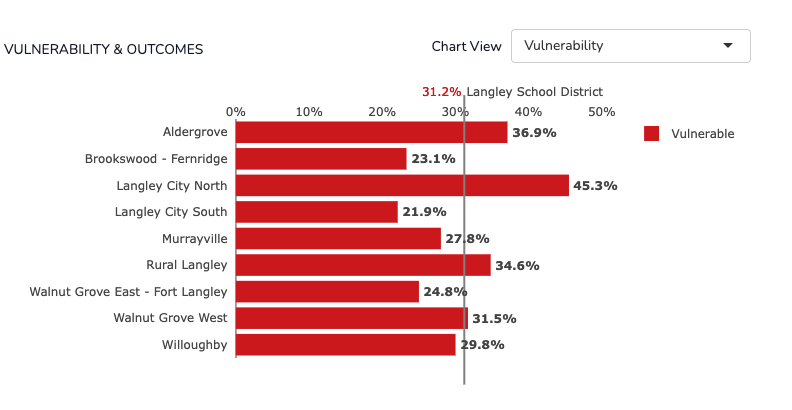 VULNERABILITY & OUTCOMES
Chart View
Vulnerability
31.2% Langley School District
0% 10% 20% 30% 40% 50%
Aldergrove 36.9%
Vulnerable
Brookswood - Fernridge 23.1%
Langley City North 45.3%
Langley City South 21.9%
Murrayville 27.8%
Rural Langley 34.6%
Walnut Grove East - Fort Langley 24.8%
Walnut Grove West 31.5%
Willoughby 29.8%